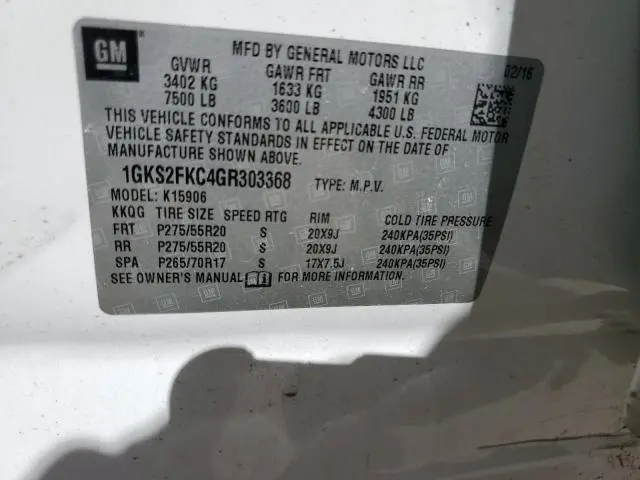 GM
MFD BY GENERAL MOTORS LLC
02/16
GVWR GAWR FRT GAWR RR
3402 KG 1633 KG 1951 KG
7500 LB 3600 LB 4300 LB
THIS VEHICLE CONFORMS TO ALL APPLICABLE U.S. FEDERAL MOTOR
VEHICLE SAFETY STANDARDS IN EFFECT ON THE DATE OF
MANUFACTURE SHOWN ABOVE.
1GKS2FKC4GR303368 TYPE: M.P.V.
MODEL: K15906
KKQG TIRE SIZE SPEED RTG RIM COLD TIRE PRESSURE
FRT P275/55R20 S 20X9J 240KPA(35PSI)
RR P275/55R20 S 20X9J 240KPA(35PSI)
SPA P265/70R17 S 17X7.5J 240KPA(35PSI)
SEE OWNER'S MANUAL FOR MORE INFORMATION.